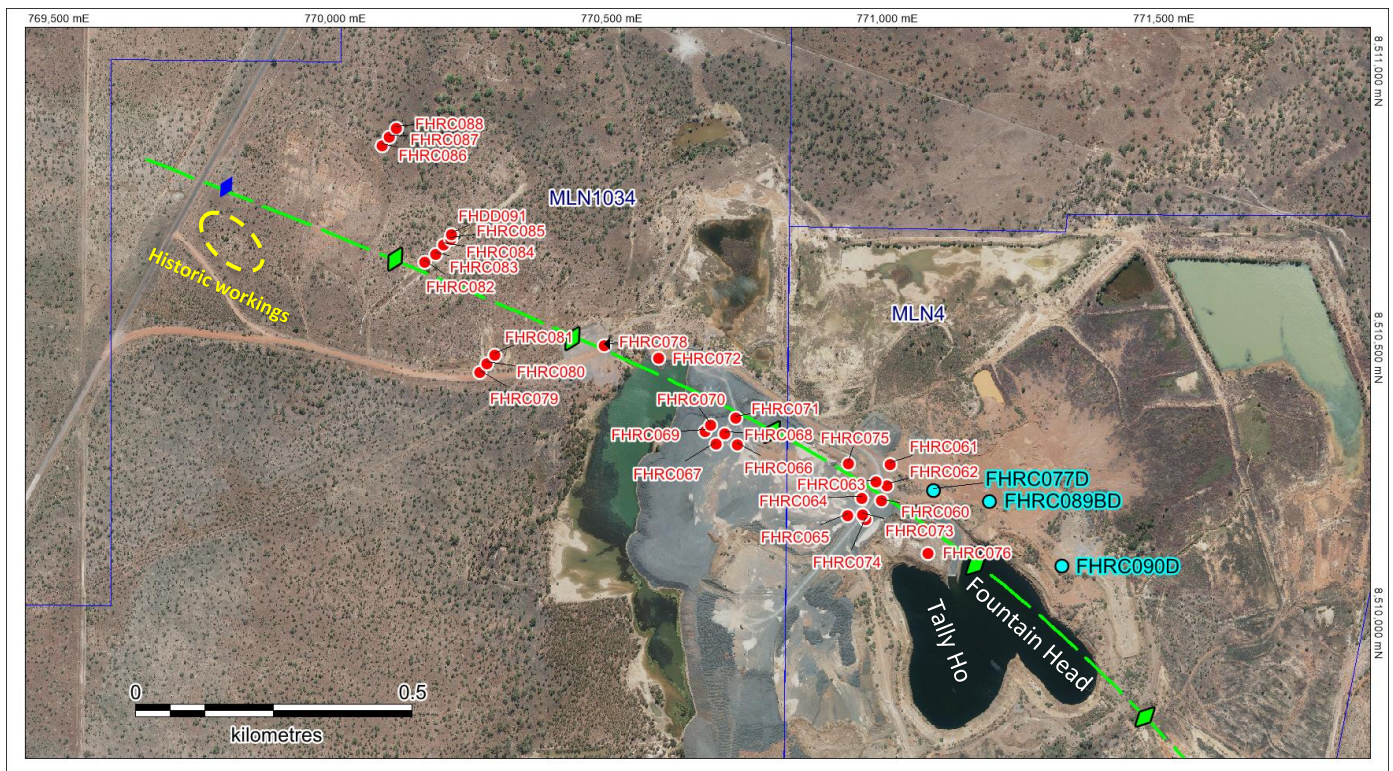 769,500 mE
770,000 mE
770,500 mE
771,000 mE
771,500 mE
8,511,000 mN
FHRC088
FHRC087
FHRC086
MLN1034
FHDD091
FHRC085
FHRC084
FHRC083
FHRC082
Historic workings
MLN4
8,510,500 mN
FHRC081
FHRC078
FHRC072
FHRC080
FHRC079
FHRC070
FHRC071
FHRC069
FHRC068
FHRC075
FHRC067
FHRC066
FHRC061
FHRC062
FHRC063
FHRC077D
FHRC064
FHRC089BD
FHRC060
FHRC065
FHRC073
FHRC074
FHRC076
FHRC090D
8,510,000 mN
Tally Ho
Fountain Head
0 0.5
kilometres